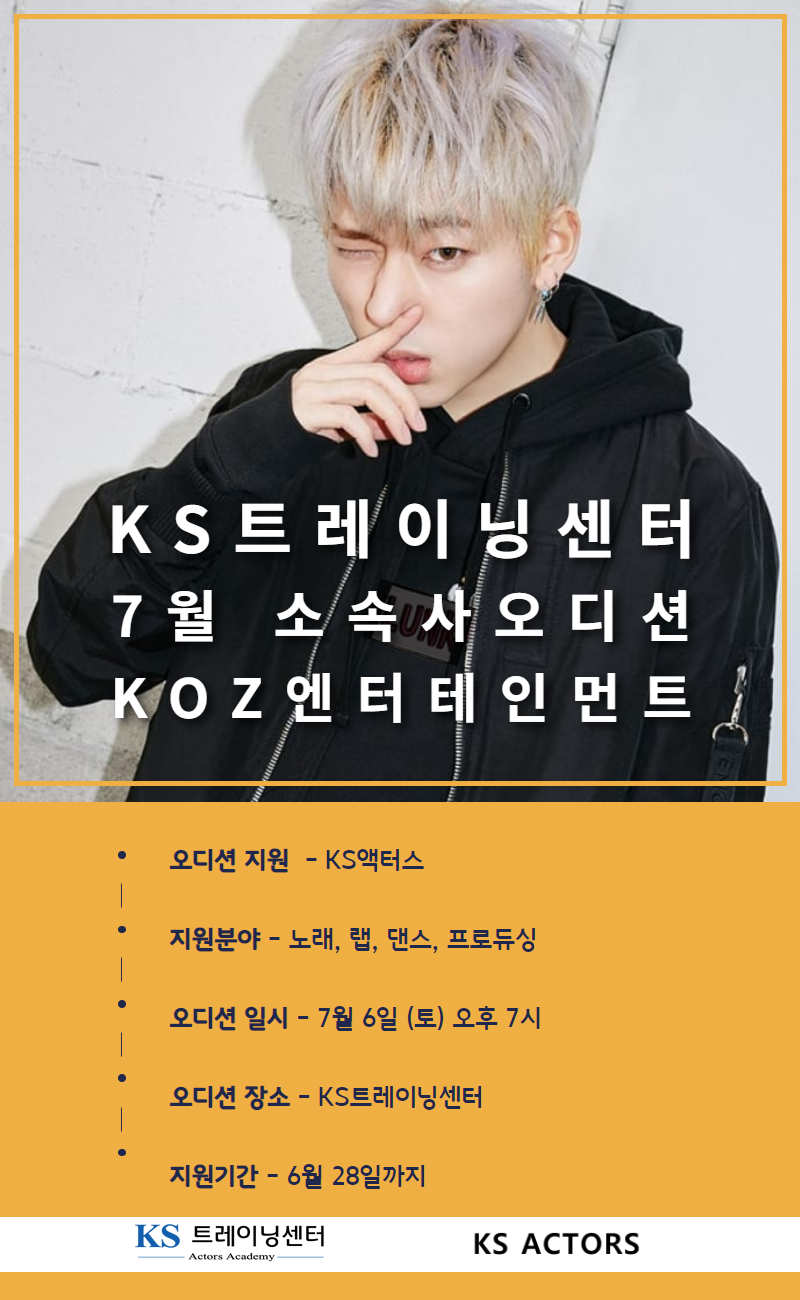 KS트레이닝센터
7월 소속사오디션
KOZ엔터테인먼트
오디션 지원 - KS액터스
지원분야 - 노래, 랩, 댄스, 프로듀싱
오디션 일시 - 7월 6일 (토) 오후 7시
오디션 장소 - KS트레이닝센터
지원기간 - 6월 28일까지
KS 트레이닝센터
Actors Academy
KS ACTORS